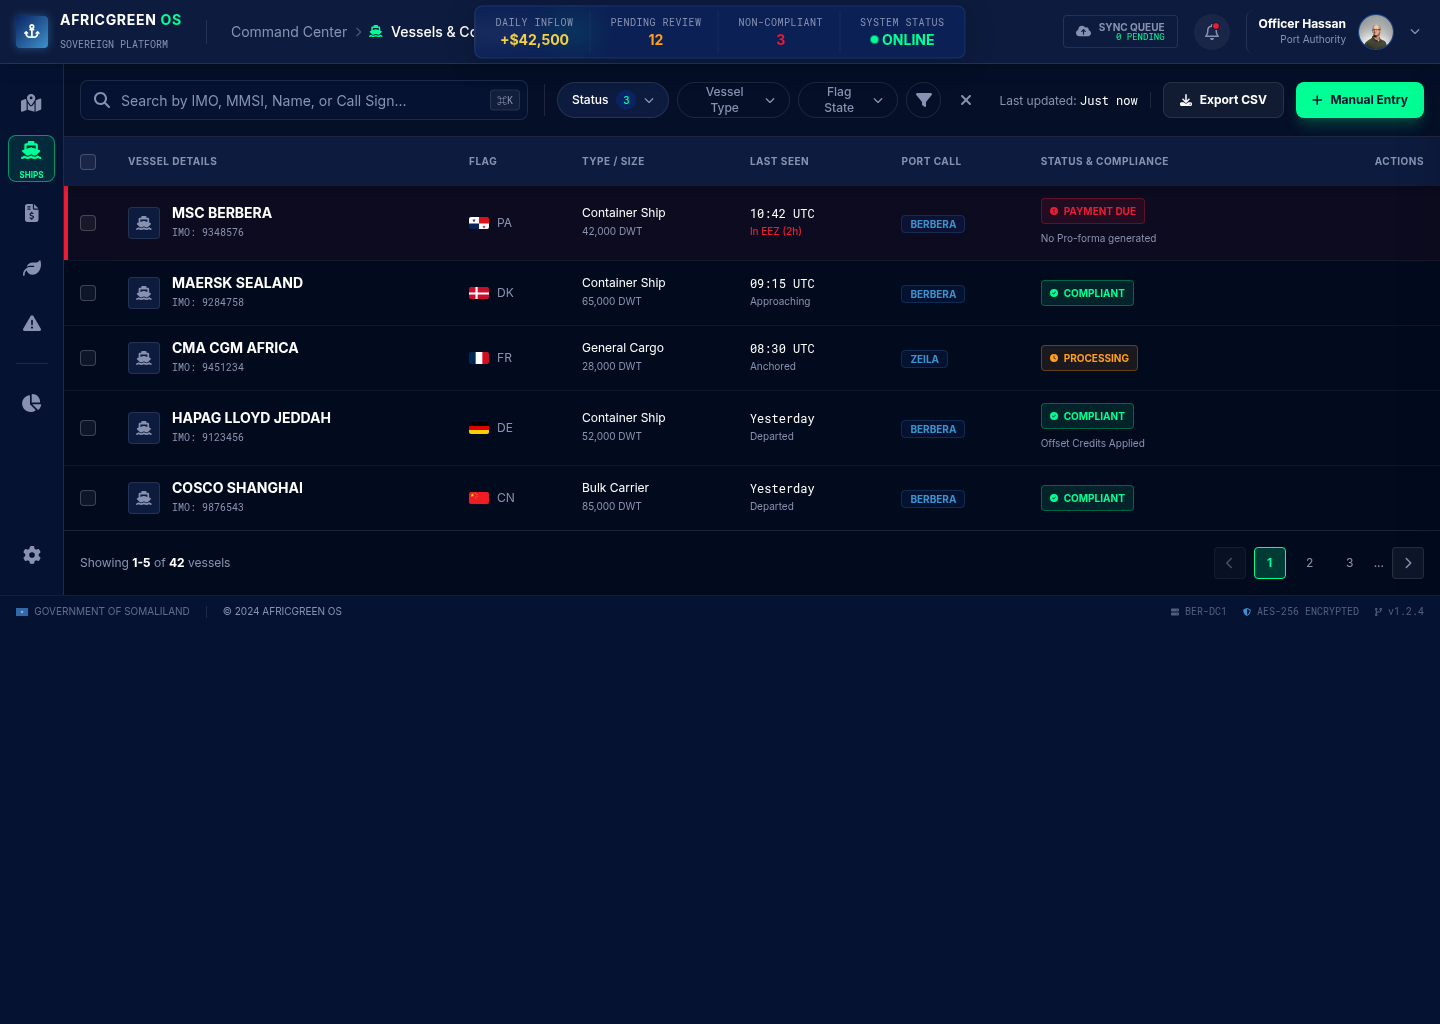 AFRICGREEN OS
SOVEREIGN PLATFORM
Command Center
Vessels & Co
DAILY INFLOW
+$42,500
PENDING REVIEW
12
NON-COMPLIANT
3
SYSTEM STATUS
ONLINE
SYNC QUEUE
0 PENDING
Officer Hassan
Port Authority
SHIPS
Search by IMO, MMSI, Name, or Call Sign...
⌘K
Status 3
Vessel
Type
Flag
State
Last updated: Just now
Export CSV
Manual Entry
VESSEL DETAILS FLAG TYPE / SIZE LAST SEEN PORT CALL STATUS & COMPLIANCE ACTIONS
MSC BERBERA
IMO: 9348576
PA
Container Ship
42,000 DWT
10:42 UTC
In EEZ (2h)
BERBERA
PAYMENT DUE
No Pro-forma generated
MAERSK SEALAND
IMO: 9284758
DK
Container Ship
65,000 DWT
09:15 UTC
Approaching
BERBERA
COMPLIANT
CMA CGM AFRICA
IMO: 9451234
FR
General Cargo
28,000 DWT
08:30 UTC
Anchored
ZEILA
PROCESSING
HAPAG LLOYD JEDDAH
IMO: 9123456
DE
Container Ship
52,000 DWT
Yesterday
Departed
BERBERA
COMPLIANT
Offset Credits Applied
COSCO SHANGHAI
IMO: 9876543
CN
Bulk Carrier
85,000 DWT
Yesterday
Departed
BERBERA
COMPLIANT
Showing 1-5 of 42 vessels
1 2 3 ...
GOVERNMENT OF SOMALILAND
© 2024 AFRICGREEN OS
BER-DC1
AES-256 ENCRYPTED
v1.2.4